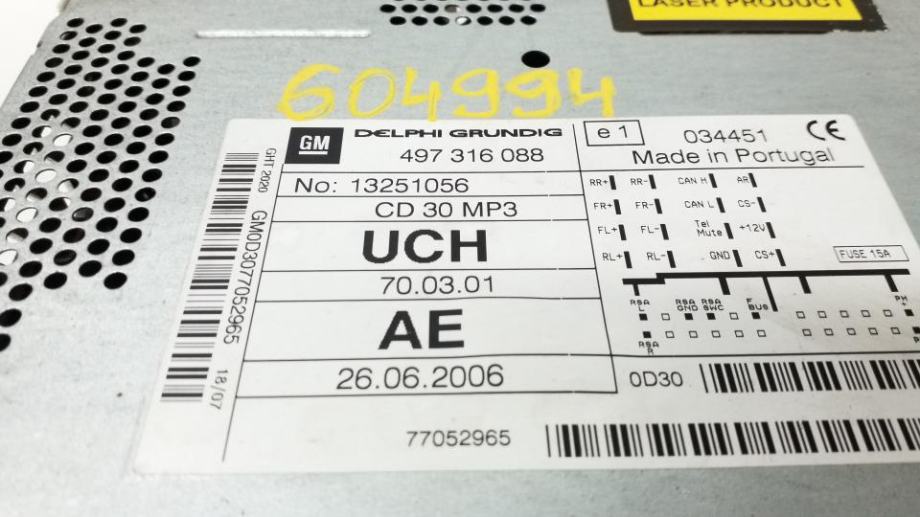 LASER PRODUCT
604994
GM DELPHI GRUNDIG
497 316 088
e 1
034451 CE
Made in Portugal
No: 13251056
CD 30 MP3
UCH
70.03.01
AE
26.06.2006
RR+ RR- CAN H AR
FR+ FR- CAN L CS-
FL+ FL- Tel Mute +12V
RL+ RL- GND CS+
FUSE 15A
RSA L RSA GND RSA SWC F BUS PH +
RSA R
0D30
77052965
GHT 2020
GM0D3077052965
18/07